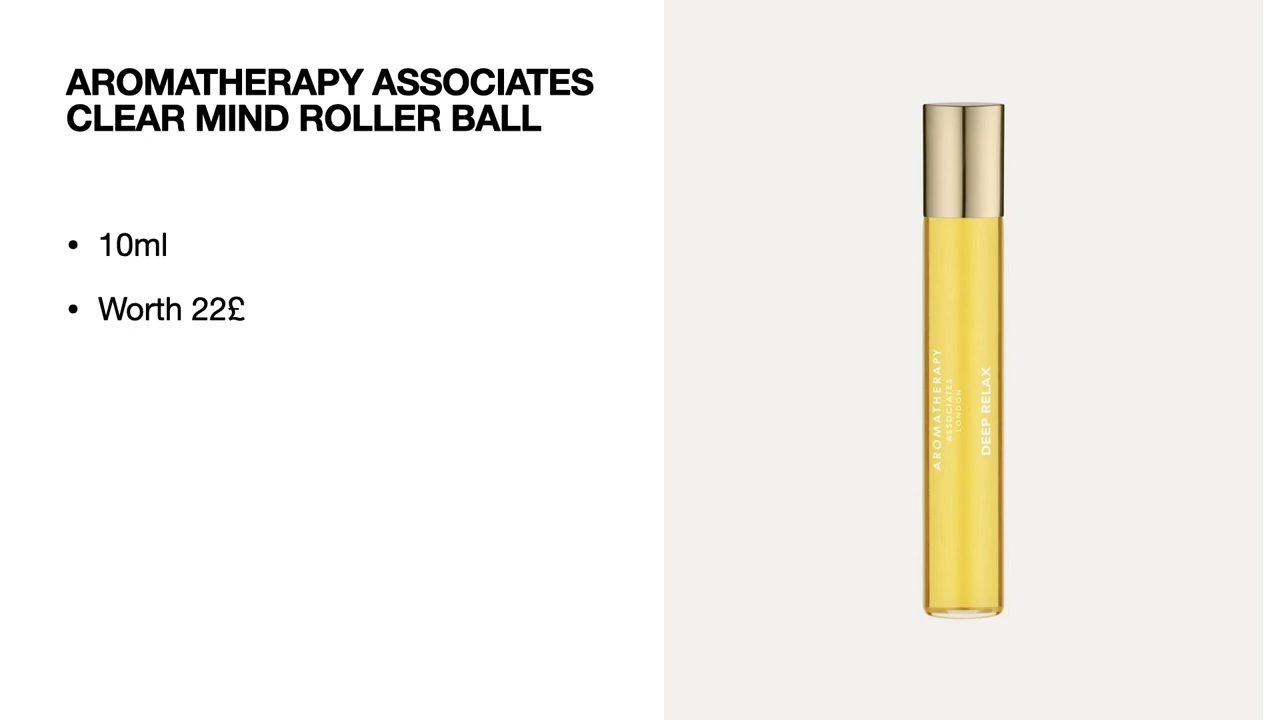 AROMATHERAPY ASSOCIATES
CLEAR MIND ROLLER BALL
• 10ml
• Worth 22£
AROMATHERAPY
ASSOCIATES
LONDON
DEEP RELAX